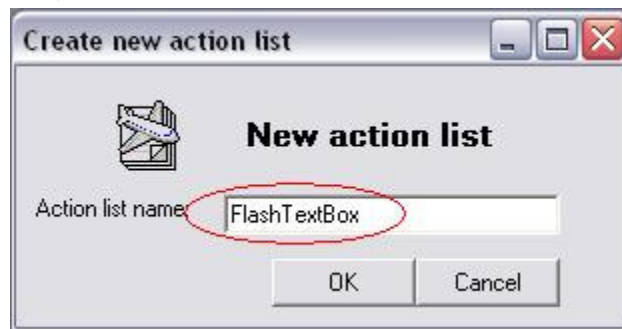 Create new action list
New action list
Action list name:
FlashTextBox
OK
Cancel